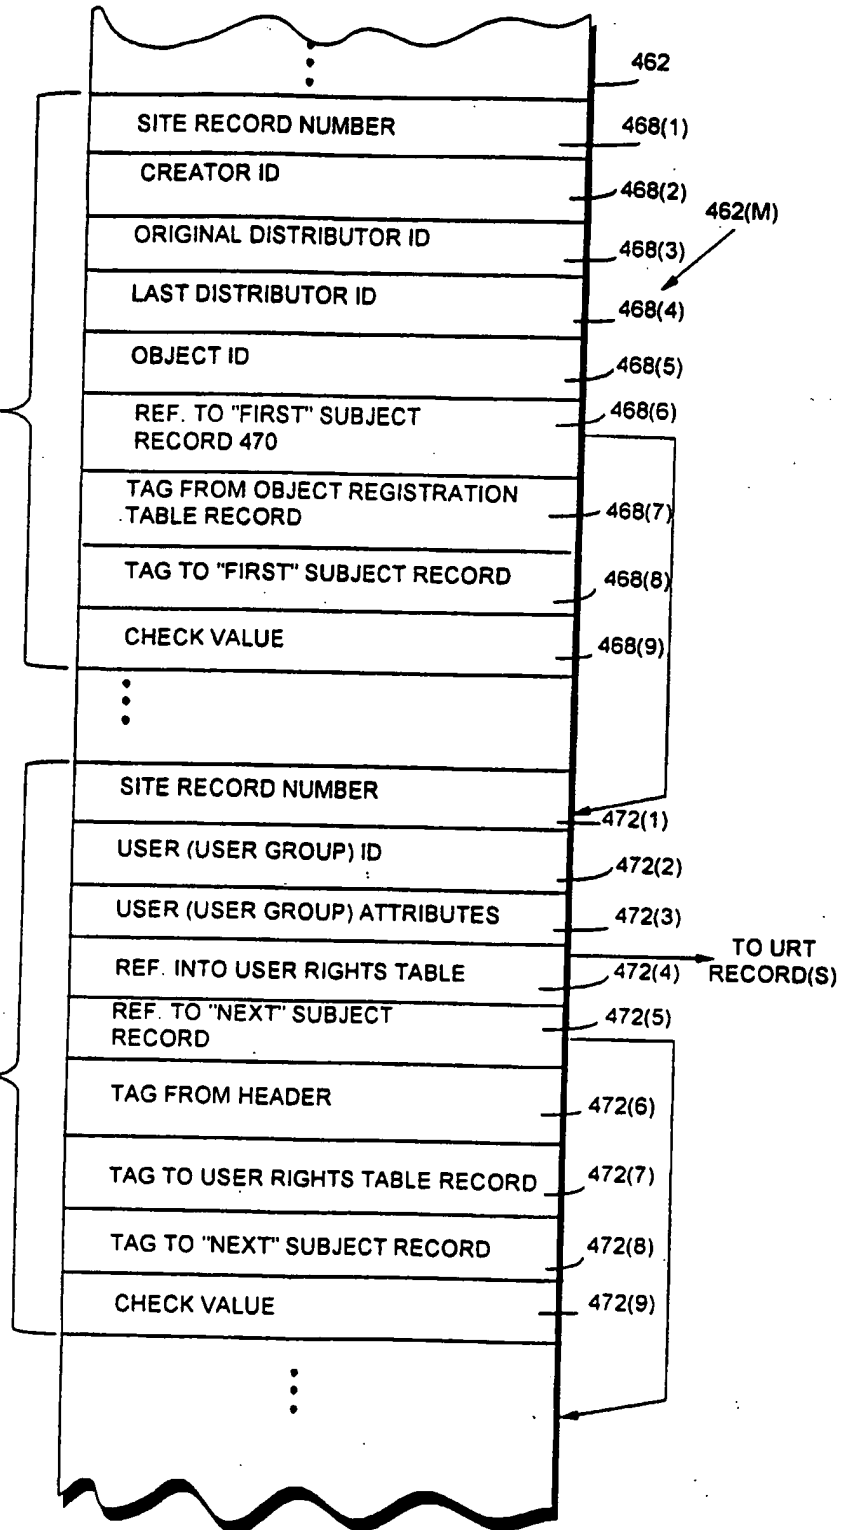 462
SITE RECORD NUMBER
468(1)
CREATOR ID
468(2)
462(M)
ORIGINAL DISTRIBUTOR ID
468(3)
LAST DISTRIBUTOR ID
468(4)
OBJECT ID
468(5)
REF. TO "FIRST" SUBJECT
RECORD 470
468(6)
TAG FROM OBJECT REGISTRATION
TABLE RECORD
468(7)
TAG TO "FIRST" SUBJECT RECORD
468(8)
CHECK VALUE
468(9)
SITE RECORD NUMBER
472(1)
USER (USER GROUP) ID
472(2)
USER (USER GROUP) ATTRIBUTES
472(3)
REF. INTO USER RIGHTS TABLE
472(4)
TO URT
RECORD(S)
REF. TO "NEXT" SUBJECT
RECORD
472(5)
TAG FROM HEADER
472(6)
TAG TO USER RIGHTS TABLE RECORD
472(7)
TAG TO "NEXT" SUBJECT RECORD
472(8)
CHECK VALUE
472(9)